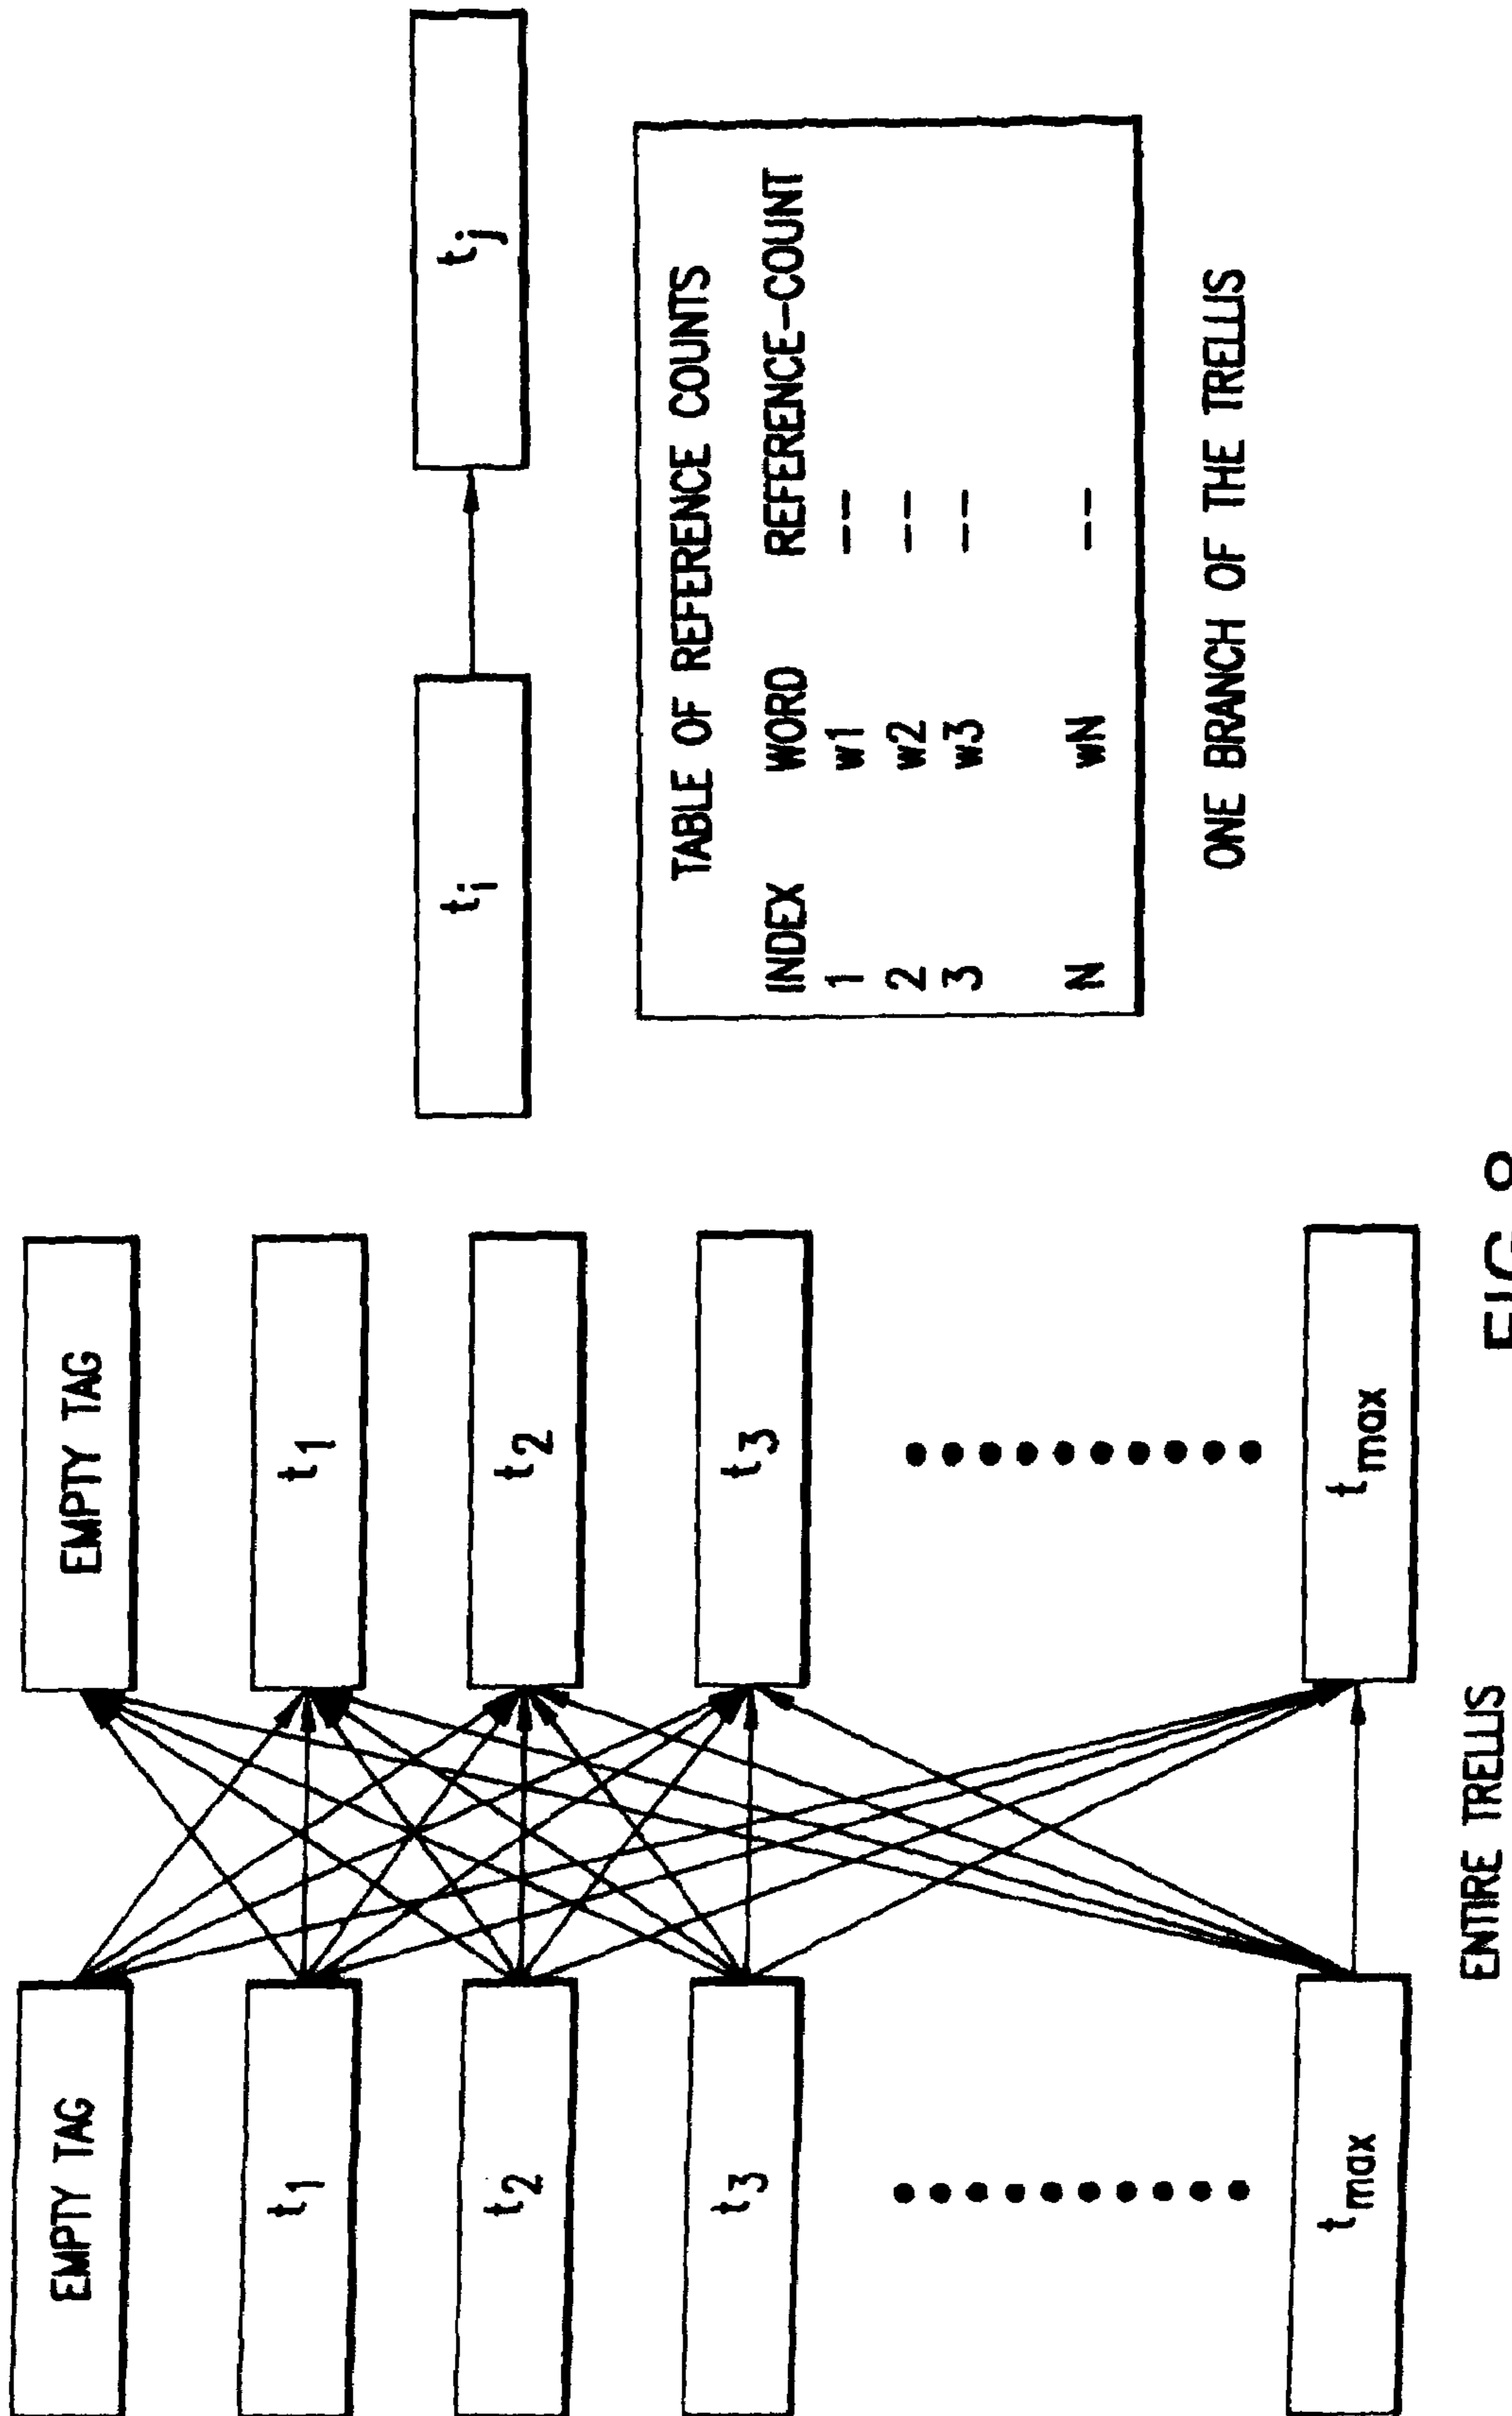 EMPTY TAG
EMPTY TAG
t1
t1
t2
t2
t3
t3
tmax
tmax
ENTIRE TRELLIS
ti
tj
TABLE OF REFERENCE COUNTS
INDEX WORD REFERENCE-COUNT
1 w1 --
2 w2 --
3 w3 --
N wN --
ONE BRANCH OF THE TRELLIS